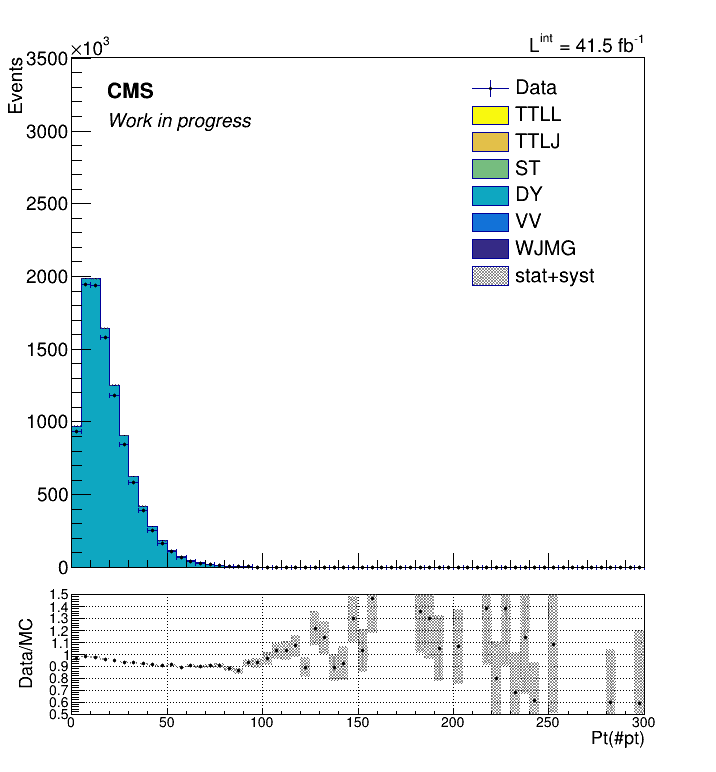 ×10³
L^int = 41.5 fb⁻¹
Events
3500
3000
2500
2000
1500
1000
500
0
CMS
Work in progress
Data
TTLL
TTLJ
ST
DY
VV
WJMG
stat+syst
Data/MC
1.5
1.4
1.3
1.2
1.1
1
0.9
0.8
0.7
0.6
0.5
0 50 100 150 200 250 300
Pt(#pt)